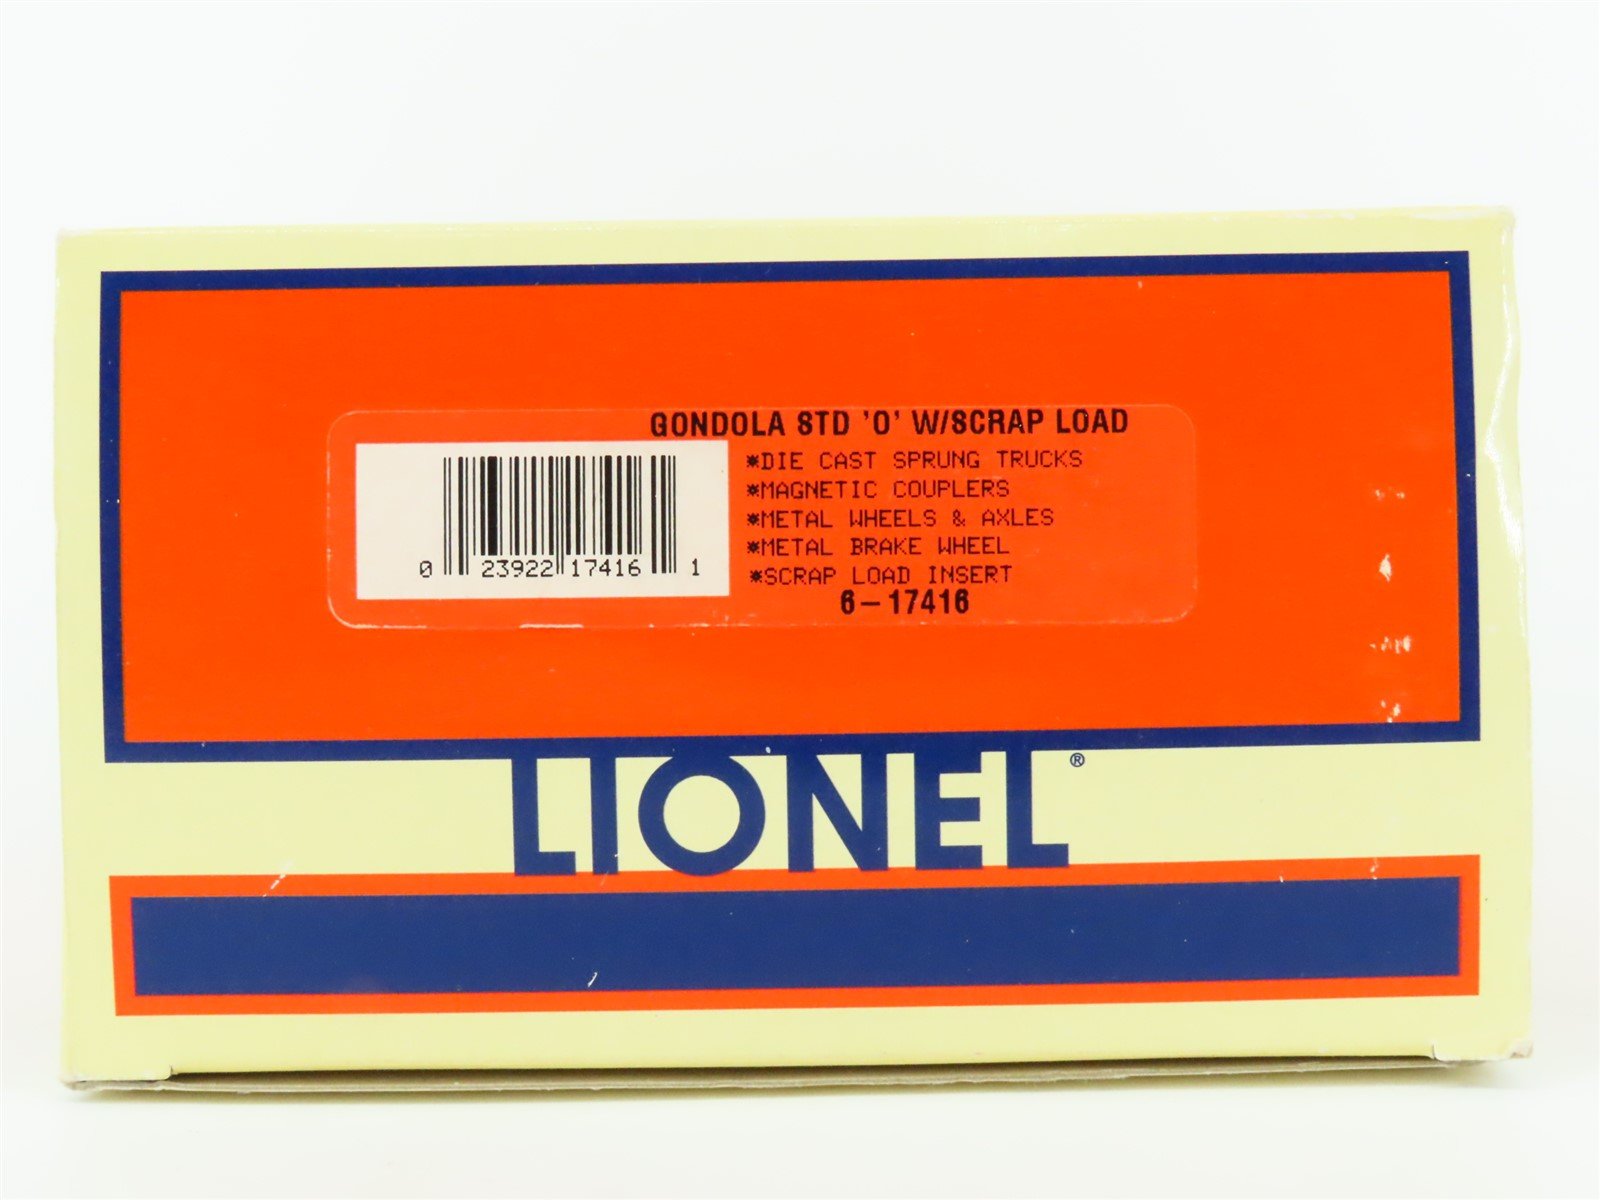 GONDOLA STD 'O' W/SCRAP LOAD
*DIE CAST SPRUNG TRUCKS
*MAGNETIC COUPLERS
*METAL WHEELS & AXLES
*METAL BRAKE WHEEL
*SCRAP LOAD INSERT
6-17416
0 23922 17416 1
LIONEL®